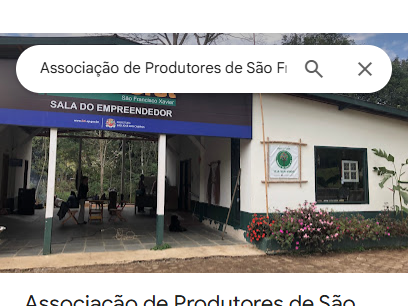 Associação de Produtores de São Fr
São Francisco Xavier
SALA DO EMPREENDEDOR
Associação de Produtores de São